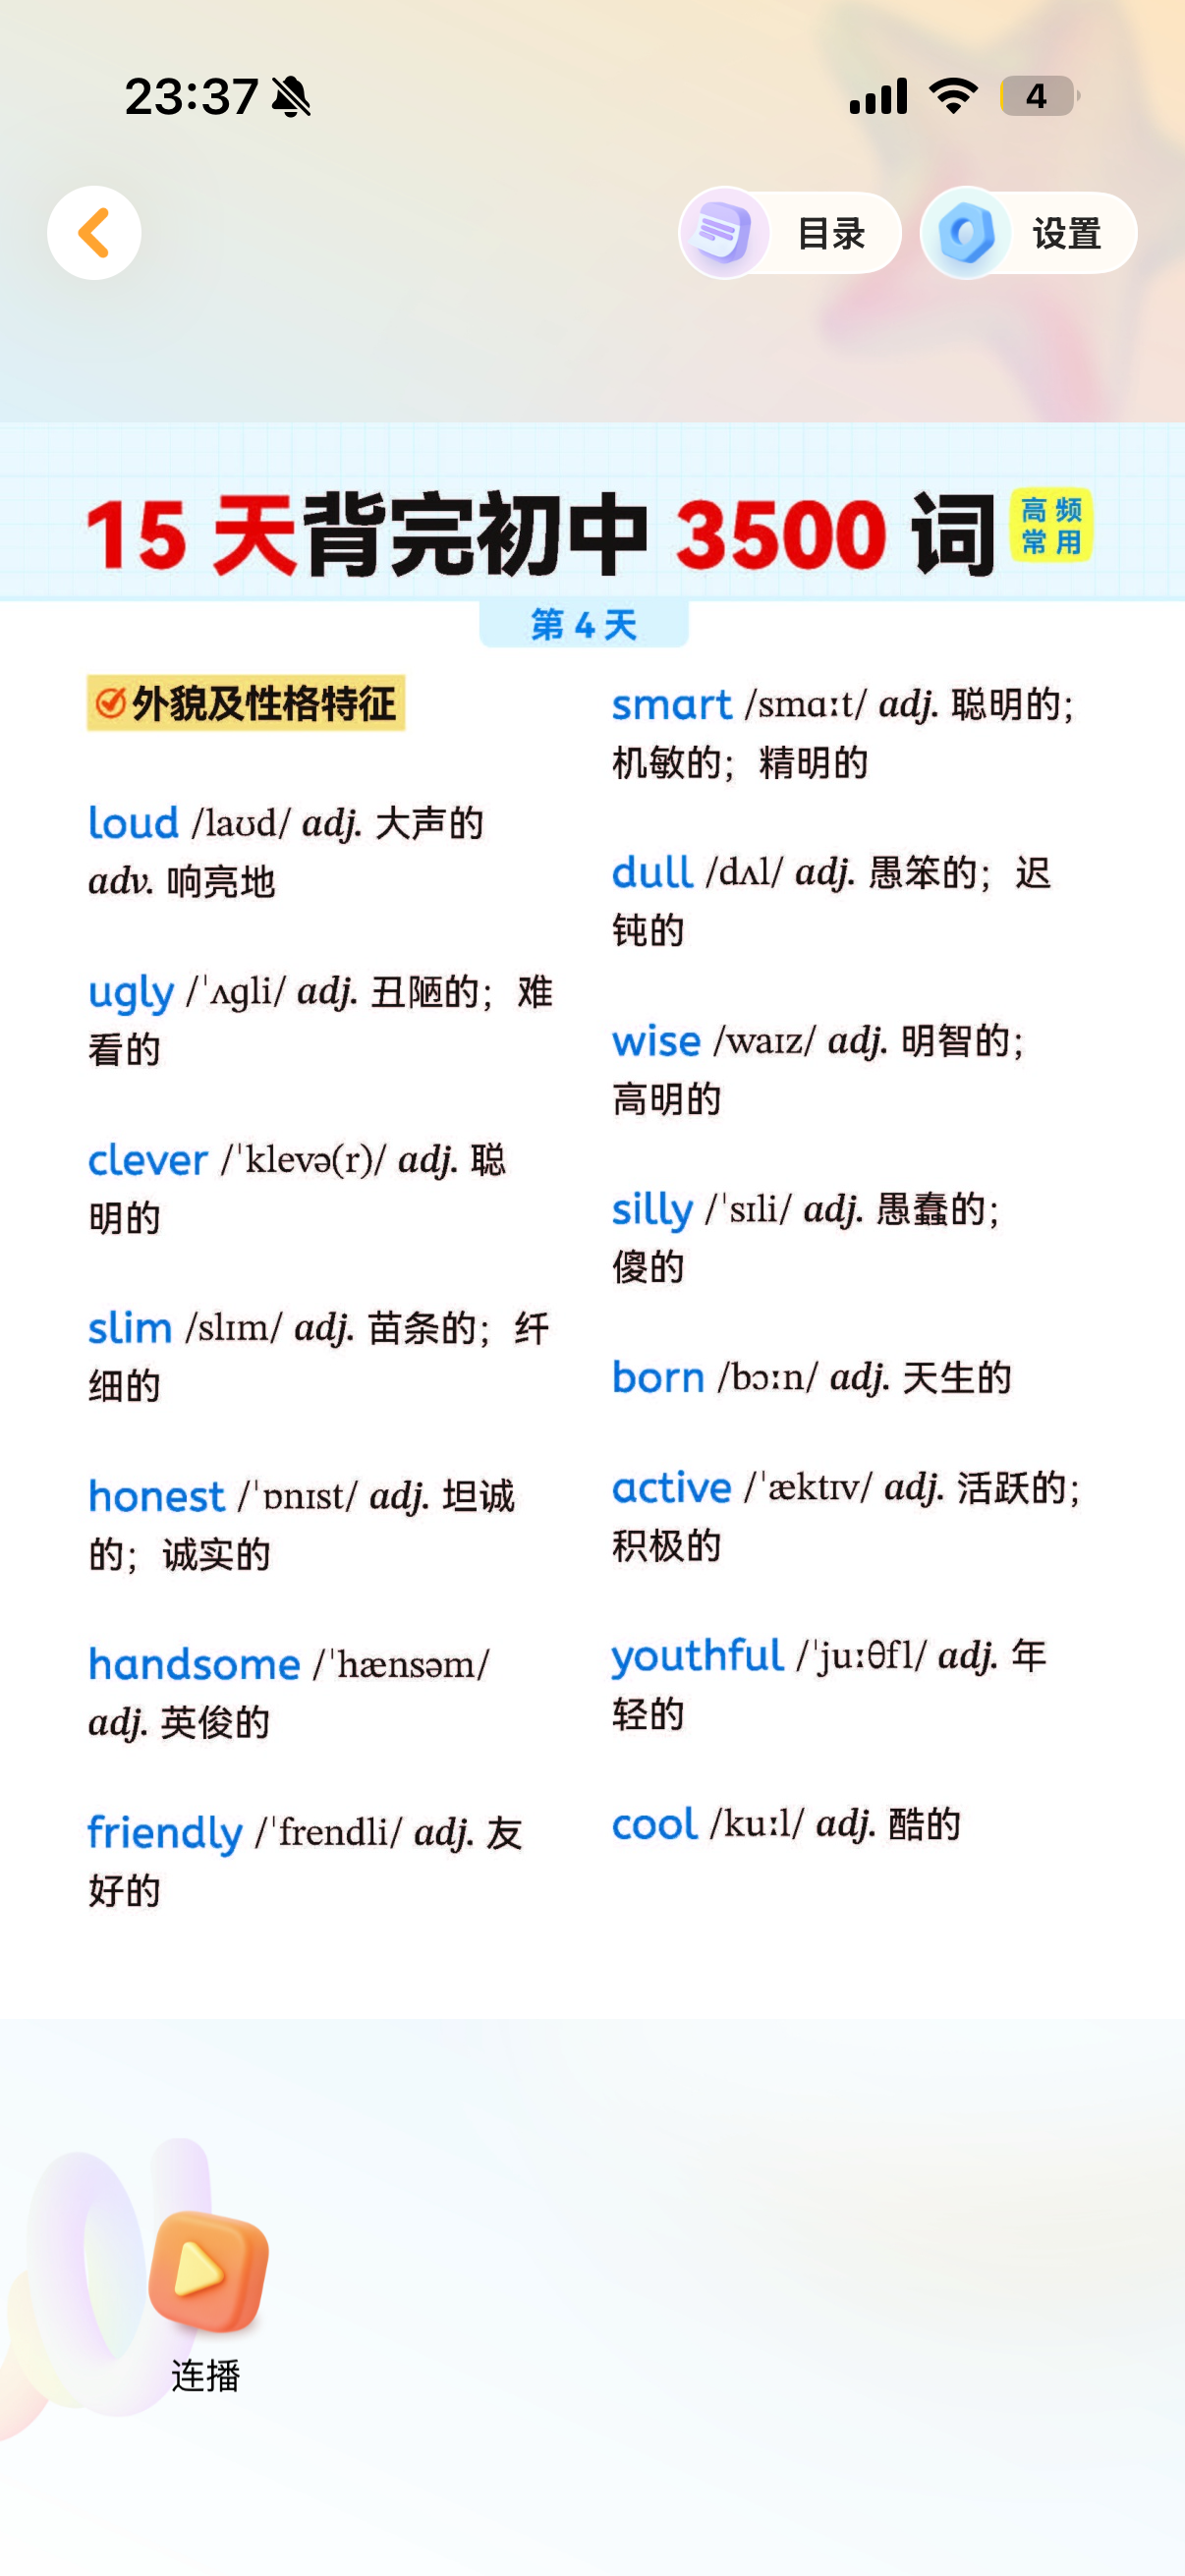 23:37
4
目录
设置
15 天背完初中 3500 词
高频
常用
第 4 天
外貌及性格特征
loud /laʊd/ adj. 大声的
adv. 响亮地
ugly /ˈʌɡli/ adj. 丑陋的；难
看的
clever /ˈklevə(r)/ adj. 聪
明的
slim /slɪm/ adj. 苗条的；纤
细的
honest /ˈɒnɪst/ adj. 坦诚
的；诚实的
handsome /ˈhænsəm/
adj. 英俊的
friendly /ˈfrendli/ adj. 友
好的
smart /smɑːt/ adj. 聪明的；
机敏的；精明的
dull /dʌl/ adj. 愚笨的；迟
钝的
wise /waɪz/ adj. 明智的；
高明的
silly /ˈsɪli/ adj. 愚蠢的；
傻的
born /bɔːn/ adj. 天生的
active /ˈæktɪv/ adj. 活跃的；
积极的
youthful /ˈjuːθfl/ adj. 年
轻的
cool /kuːl/ adj. 酷的
连播